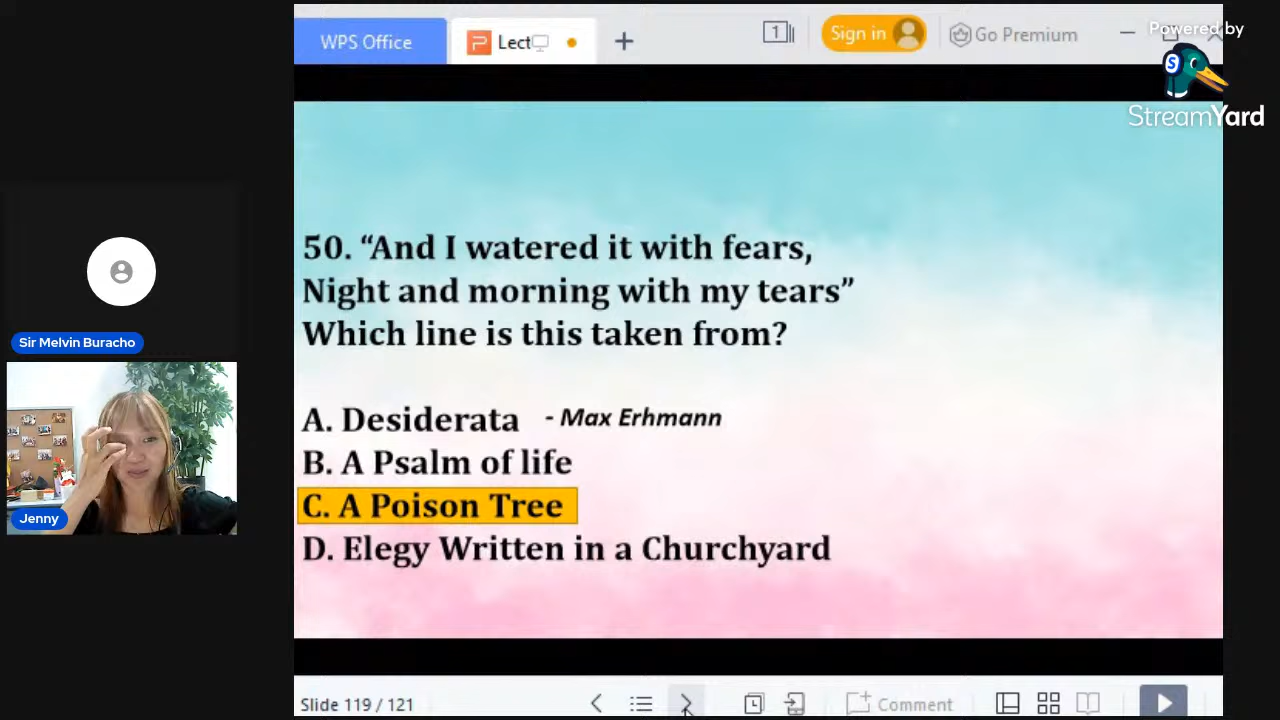 WPS Office
Lect
Sign in
Go Premium
Powered by
StreamYard
50. “And I watered it with fears,
Night and morning with my tears”
Which line is this taken from?
A. Desiderata - Max Erhmann
B. A Psalm of life
C. A Poison Tree
D. Elegy Written in a Churchyard
Sir Melvin Buracho
Jenny
Slide 119 / 121
Comment